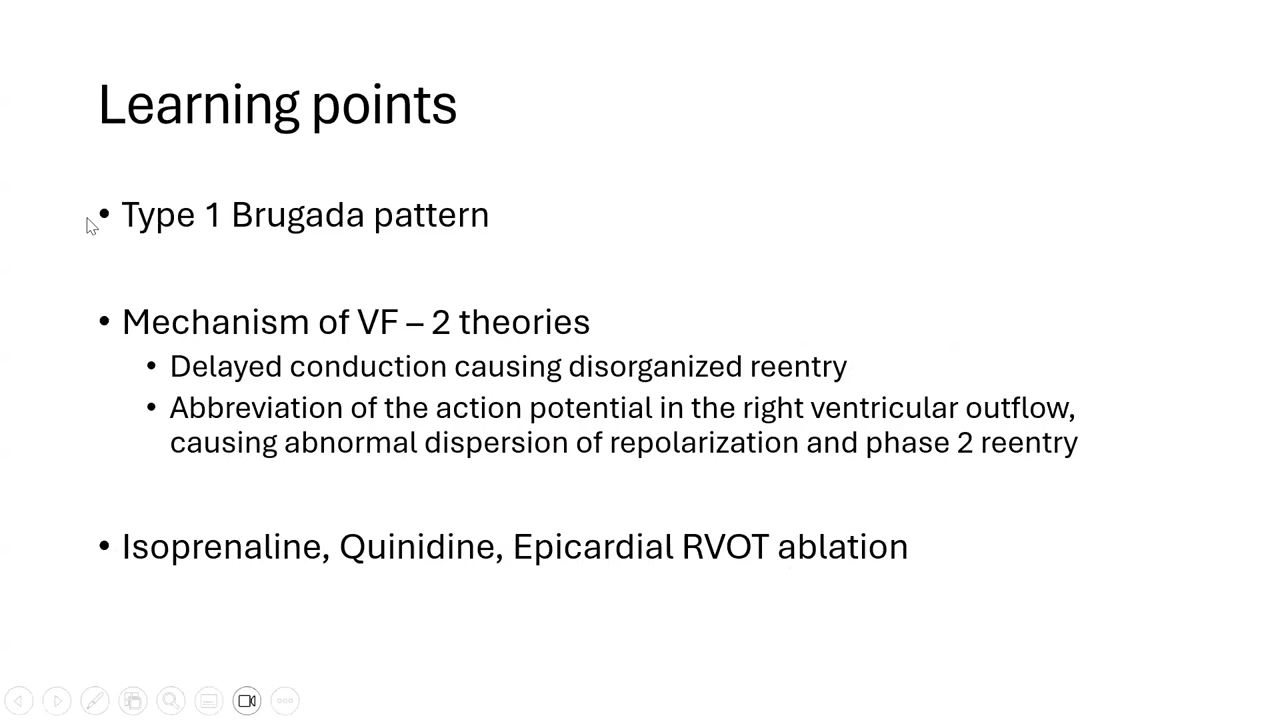 Learning points
• Type 1 Brugada pattern
• Mechanism of VF – 2 theories
• Delayed conduction causing disorganized reentry
• Abbreviation of the action potential in the right ventricular outflow,
causing abnormal dispersion of repolarization and phase 2 reentry
• Isoprenaline, Quinidine, Epicardial RVOT ablation